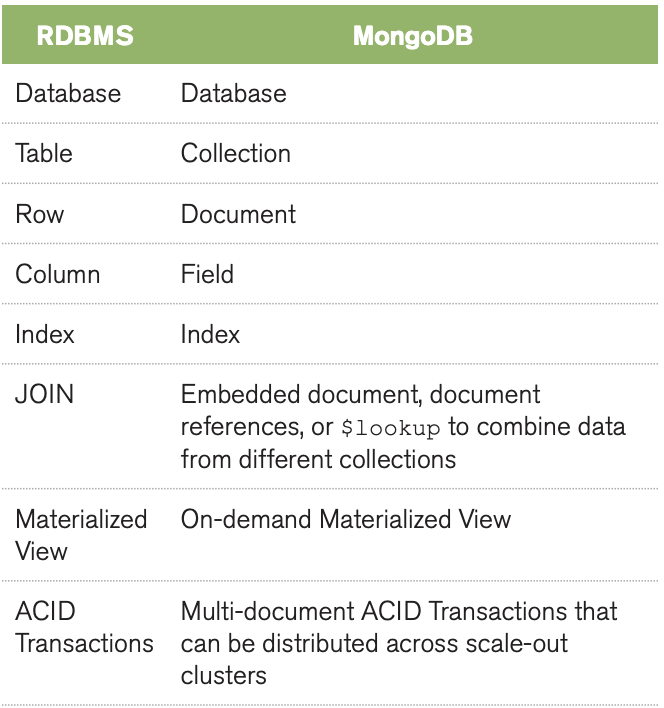 RDBMS MongoDB
Database Database
Table Collection
Row Document
Column Field
Index Index
JOIN Embedded document, document
references, or $lookup to combine data
from different collections
Materialized On-demand Materialized View
View
ACID Multi-document ACID Transactions that
Transactions can be distributed across scale-out
clusters